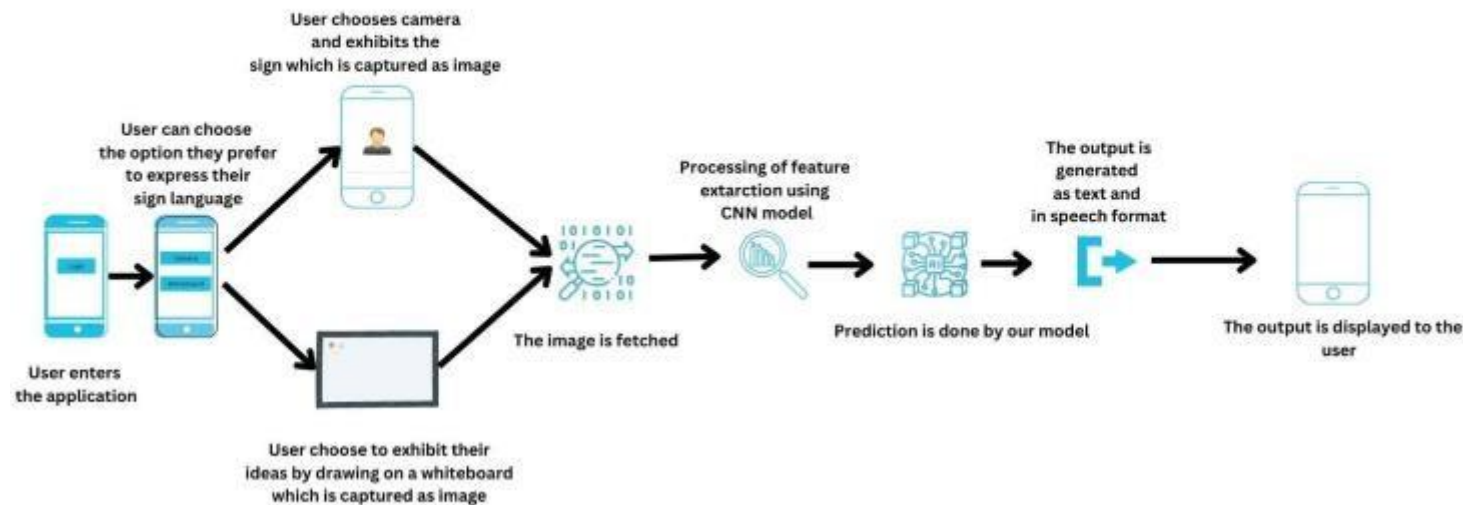 User chooses camera
and exhibits the
sign which is captured as image
User can choose
the option they prefer
to express their
sign language
User enters
the application
User choose to exhibit their
ideas by drawing on a whiteboard
which is captured as image
1010101
01
10
10101
The image is fetched
Processing of feature
extarction using
CNN model
Prediction is done by our model
The output is
generated
as text and
in speech format
The output is displayed to the
user